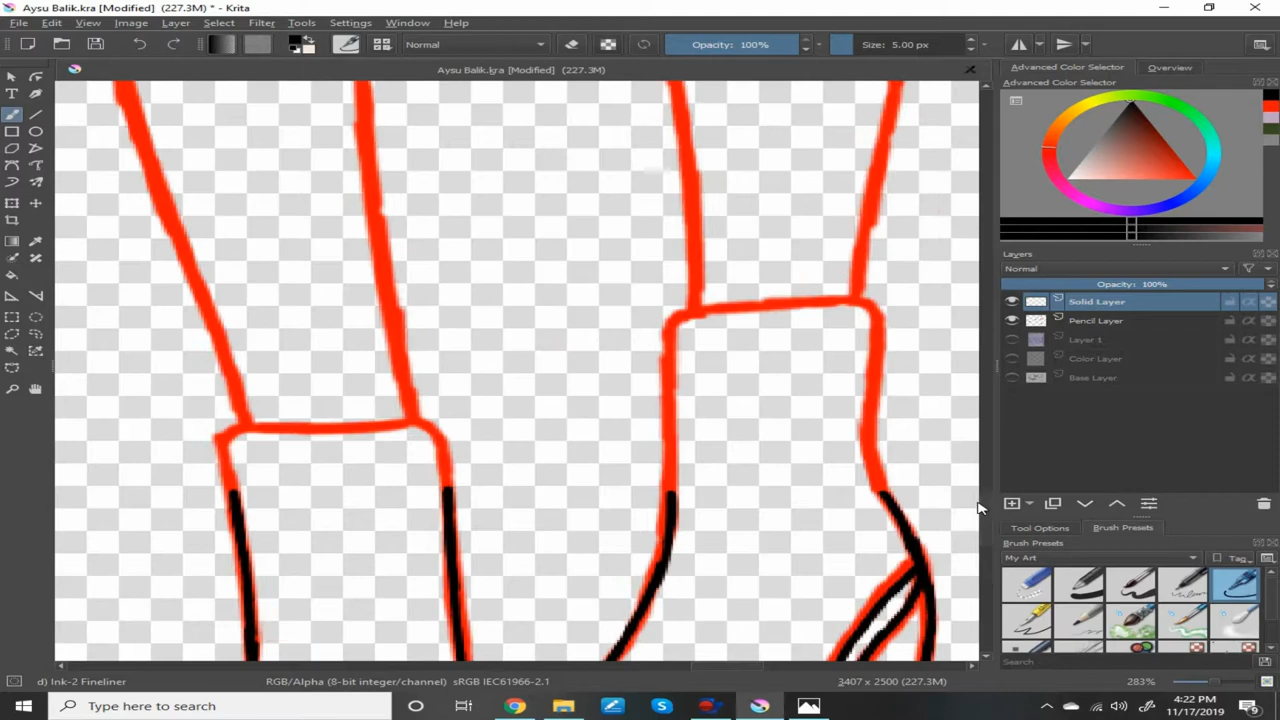 Aysu Balik.kra [Modified] (227.3M) * - Krita
File Edit View Image Layer Select Filter Tools Settings Window Help
Normal Opacity: 100% Size: 5.00 px
Aysu Balik.kra [Modified] (227.3M)
Advanced Color Selector Overview
Advanced Color Selector
Layers
Normal
Opacity: 100%
Solid Layer
Pencil Layer
Layer 1
Color Layer
Base Layer
Tool Options Brush Presets
Brush Presets
My Art Tag
Search
d) Ink-2 Fineliner RGB/Alpha (8-bit integer/channel) sRGB IEC61966-2.1 3407 x 2500 (227.3M) 283%
Type here to search
4:22 PM
11/17/2019
9